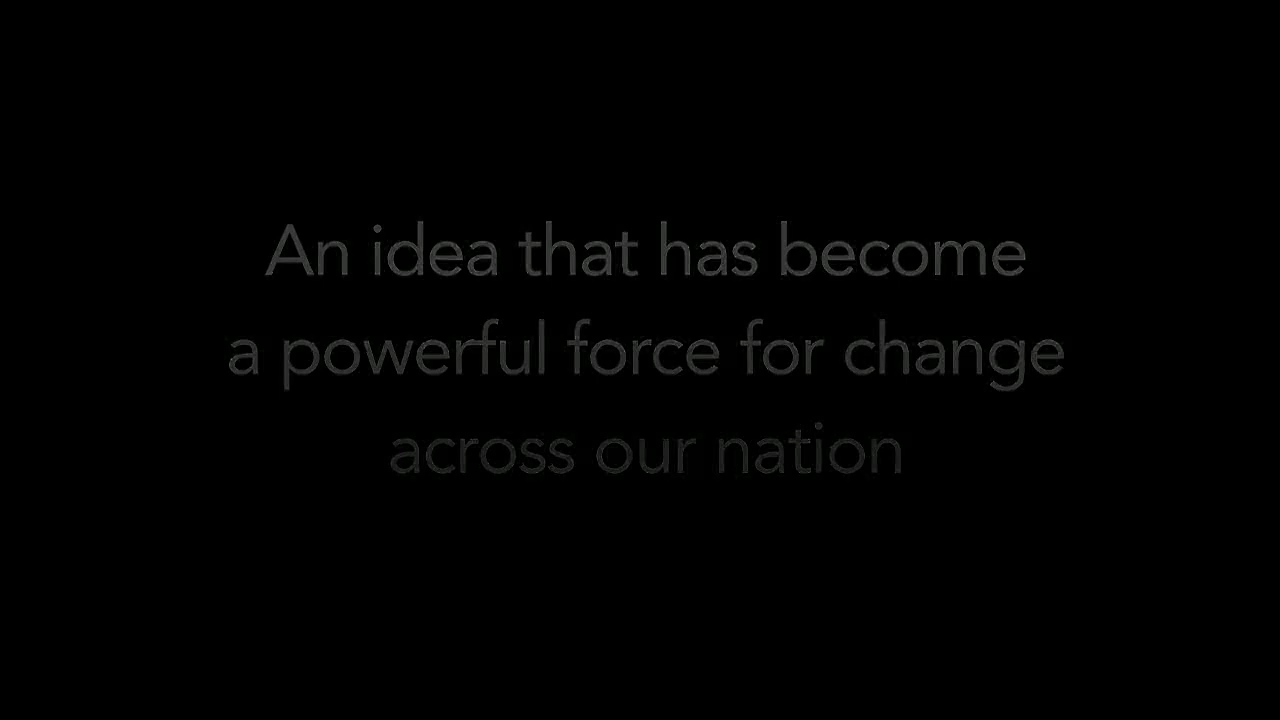 An idea that has become
a powerful force for change
across our nation